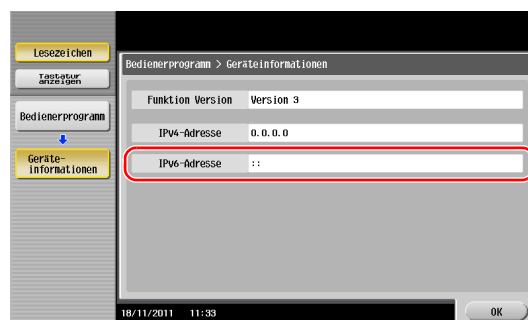 Lesezeichen
Tastatur
anzeigen
Bedienerprogramm
Geräte-
informationen
Bedienerprogramm > Geräteinformationen
Funktion Version Version 3
IPv4-Adresse 0.0.0.0
IPv6-Adresse ::
18/11/2011 11:33
OK